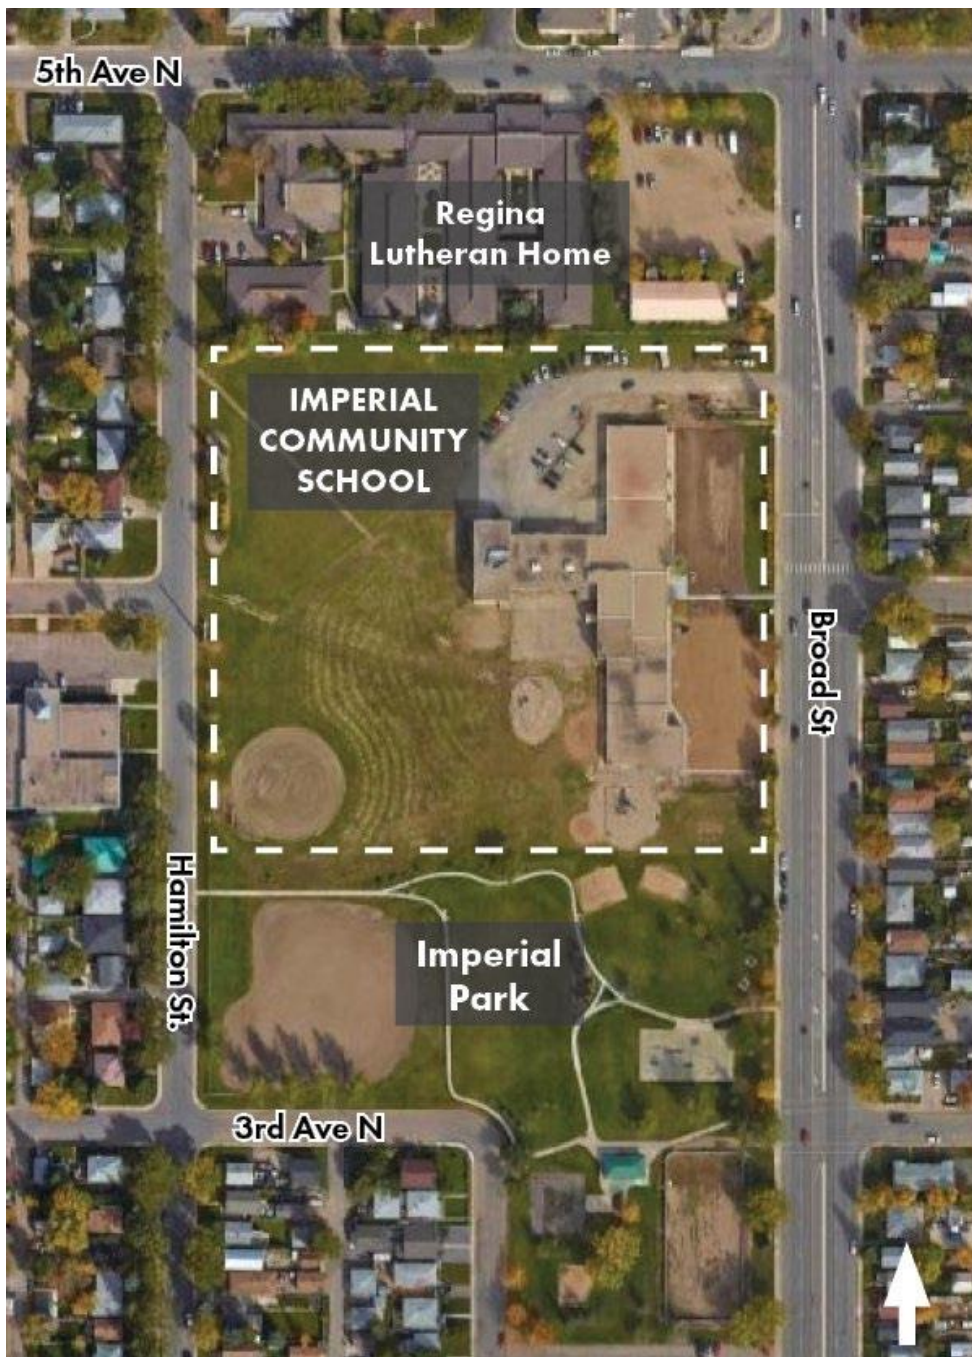 5th Ave N
Regina
Lutheran Home
IMPERIAL
COMMUNITY
SCHOOL
Broad St
Hamilton St.
Imperial
Park
3rd Ave N